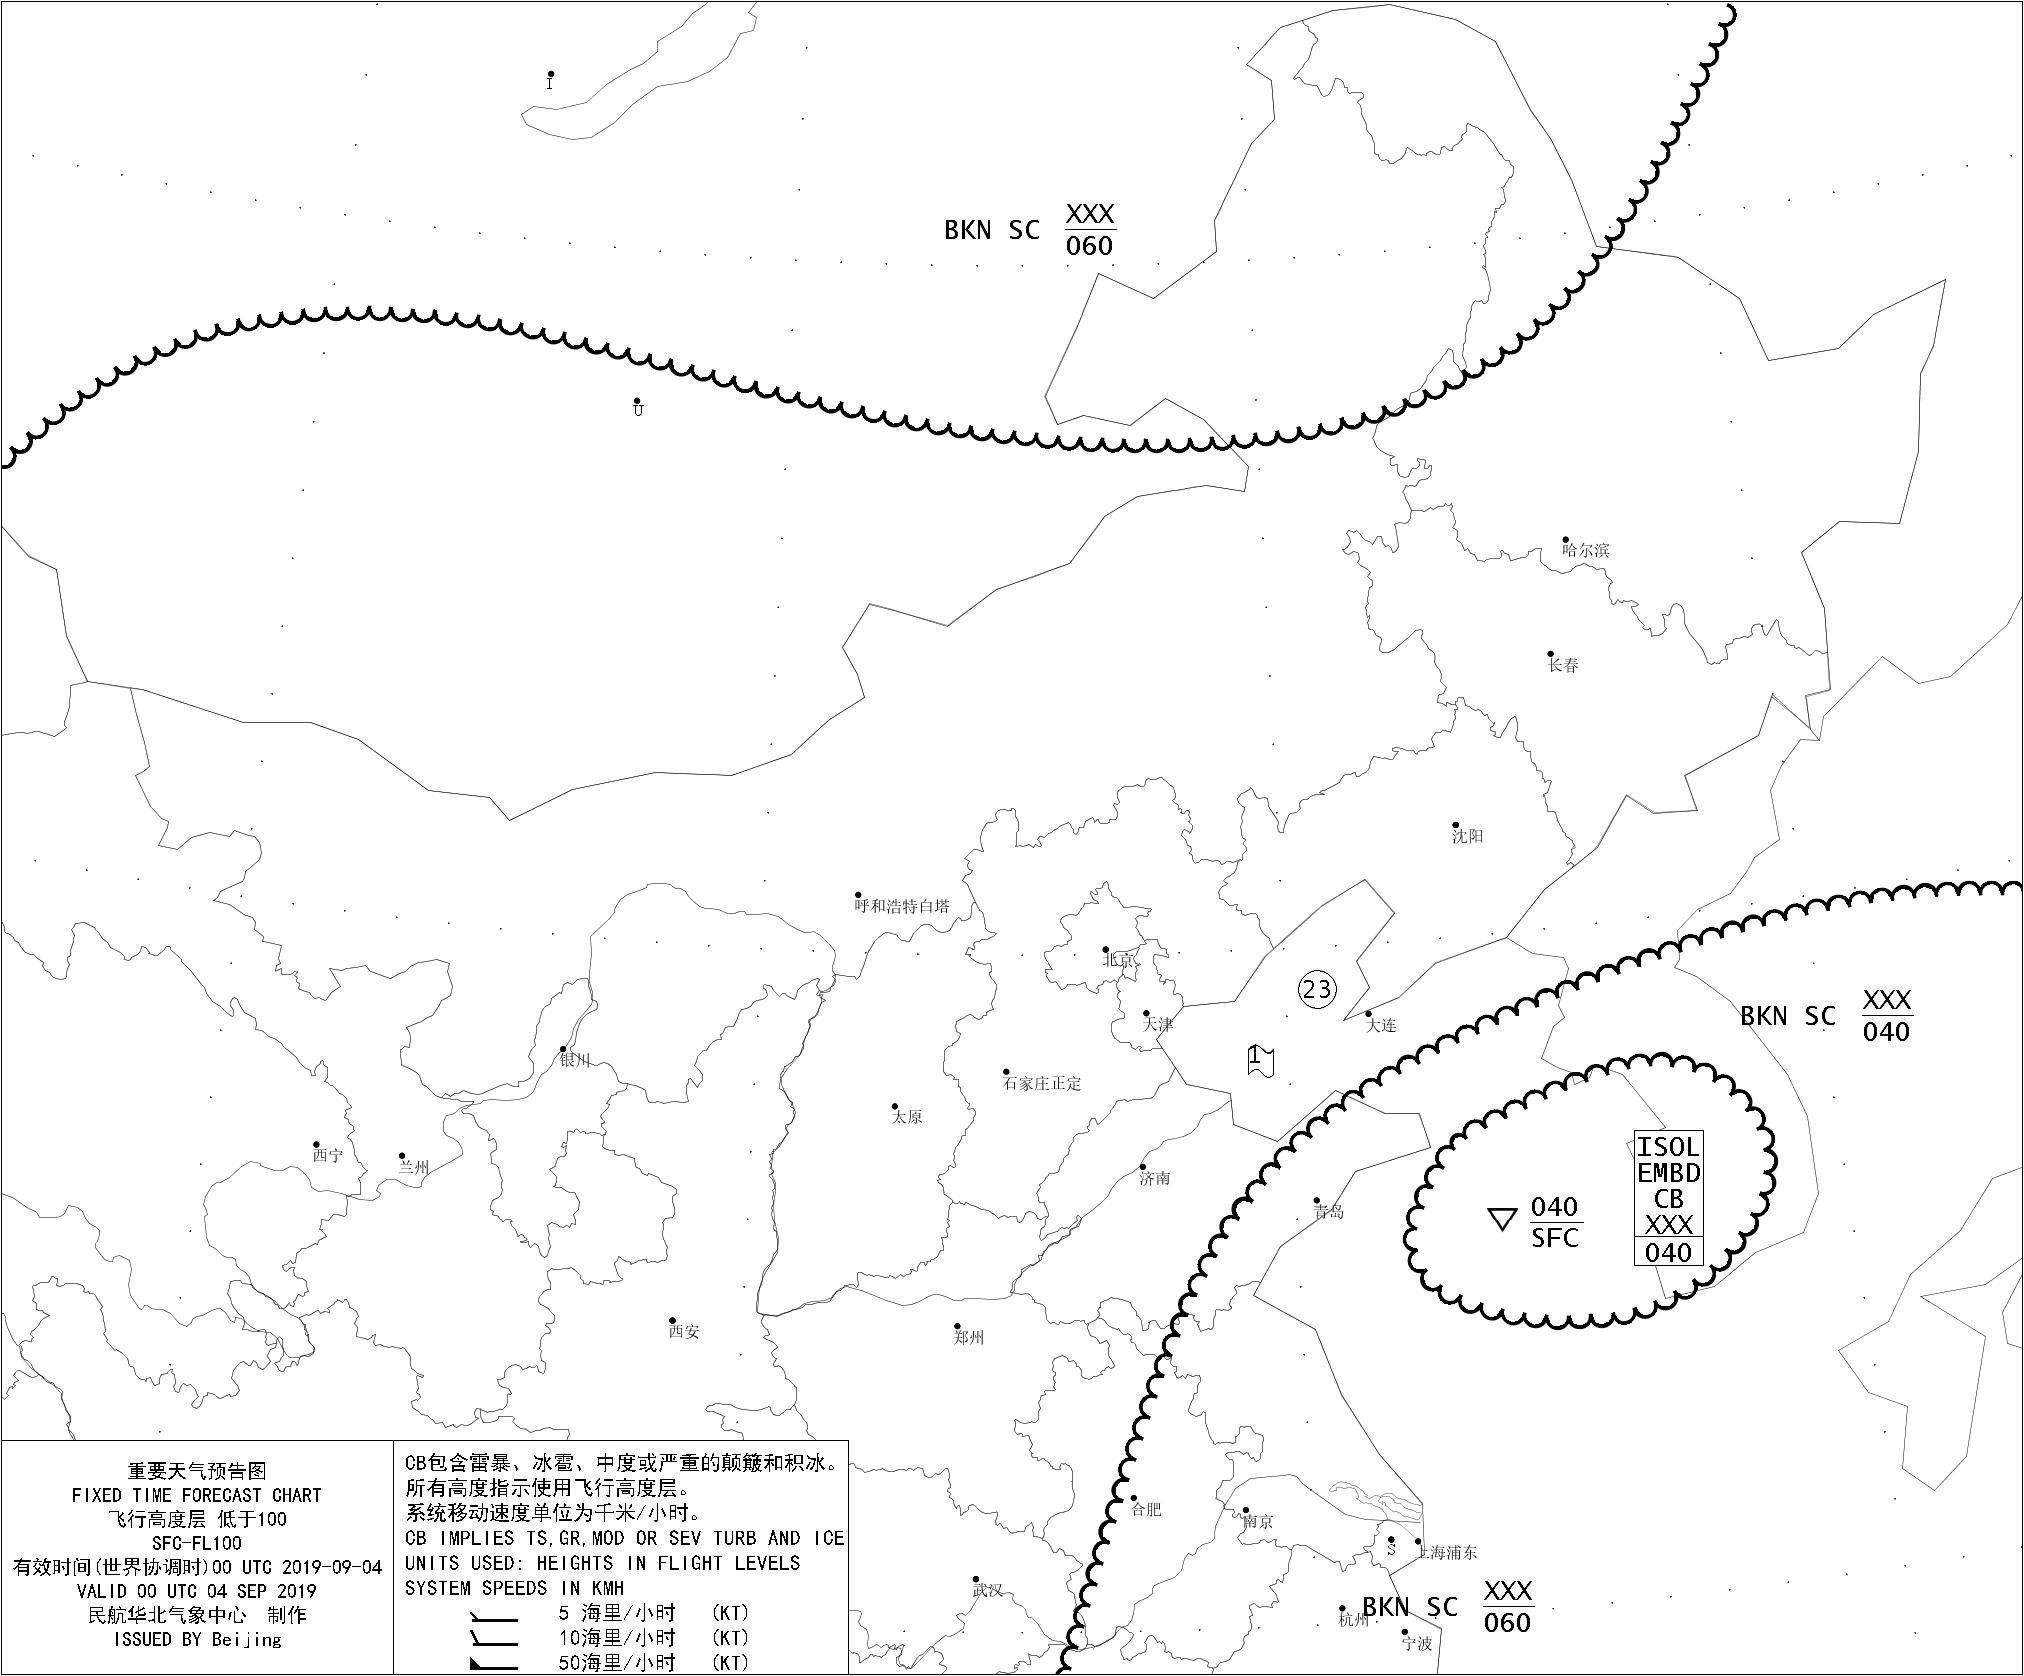 I
BKN SC XXX
060
U
哈尔滨
长春
沈阳
呼和浩特白塔
北京
23
BKN SC XXX
040
天津
大连
1
银川
石家庄正定
太原
西宁
兰州
济南
青岛
ISOL
EMBD
CB
XXX
040
040
SFC
西安
郑州
合肥
南京
S
上海浦东
武汉
杭州
BKN SC XXX
060
宁波
重要天气预告图
FIXED TIME FORECAST CHART
飞行高度层 低于100
SFC-FL100
有效时间(世界协调时)00 UTC 2019-09-04
VALID 00 UTC 04 SEP 2019
民航华北气象中心 制作
ISSUED BY Beijing
CB包含雷暴、冰雹、中度或严重的颠簸和积冰。
所有高度指示使用飞行高度层。
系统移动速度单位为千米/小时。
CB IMPLIES TS,GR,MOD OR SEV TURB AND ICE
UNITS USED: HEIGHTS IN FLIGHT LEVELS
SYSTEM SPEEDS IN KMH
5 海里/小时 (KT)
10海里/小时 (KT)
50海里/小时 (KT)